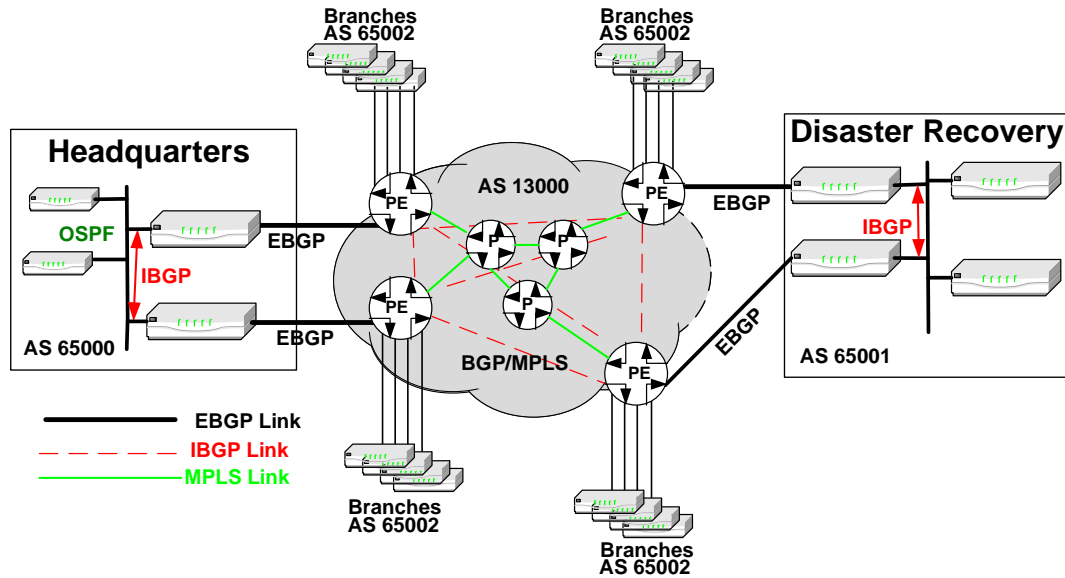 Branches
AS 65002
Branches
AS 65002
Headquarters
Disaster Recovery
AS 13000
PE
PE
EBGP
EBGP
OSPF
IBGP
IBGP
P
P
P
PE
PE
EBGP
EBGP
AS 65000
AS 65001
BGP/MPLS
EBGP Link
IBGP Link
MPLS Link
Branches
AS 65002
Branches
AS 65002